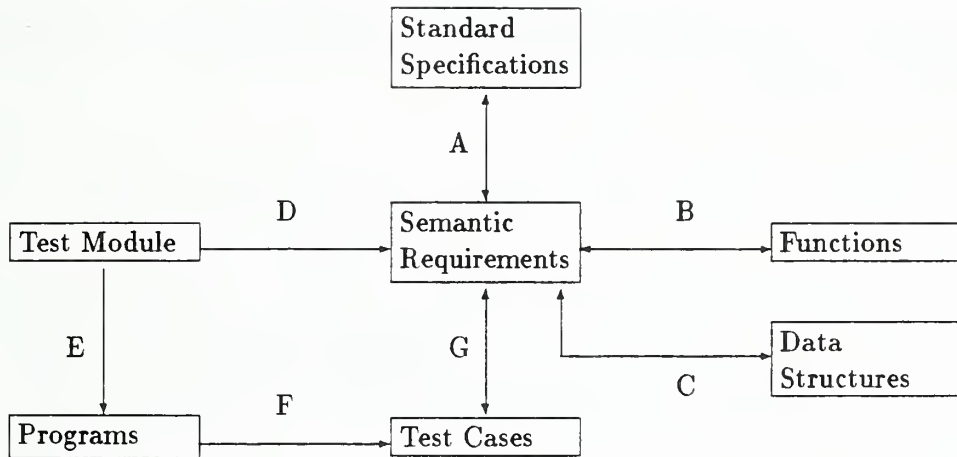 Standard
Specifications
A
D
Semantic
Requirements
B
Test Module
Functions
E
G
Data
Structures
C
F
Programs
Test Cases